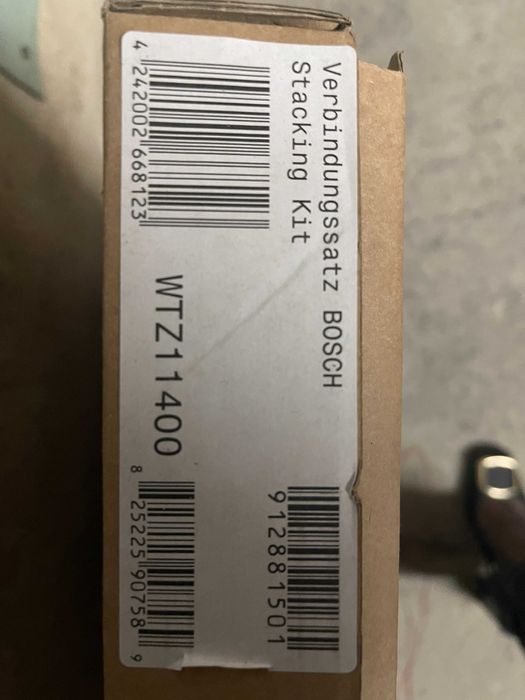 Verbindungssatz BOSCH
Stacking Kit
4 242002 668123
WTZ11400
912881501
8 25225 90758 9